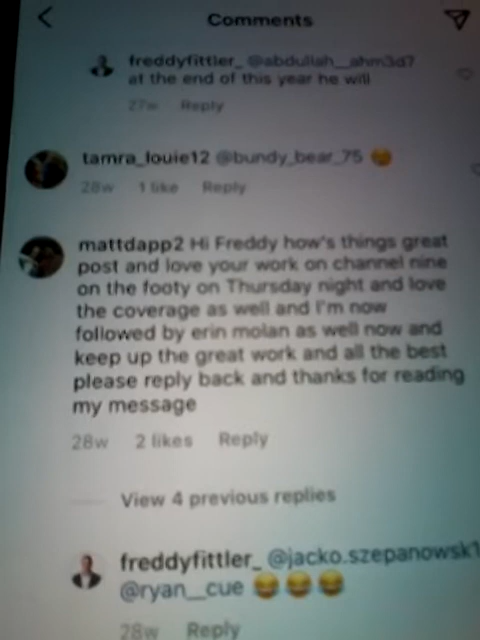 Comments
freddyfittler_ @abdullah__ahm3d7
at the end of this year he will
27w Reply
tamra_louie12 @bundy_bear_75 😊
28w 1 like Reply
mattdapp2 Hi Freddy how's things great
post and love your work on channel nine
on the footy on Thursday night and love
the coverage as well and I'm now
followed by erin molan as well now and
keep up the great work and all the best
please reply back and thanks for reading
my message
28w 2 likes Reply
View 4 previous replies
freddyfittler_ @jacko.szepanowsk1
@ryan__cue 😂😂😂
28w Reply